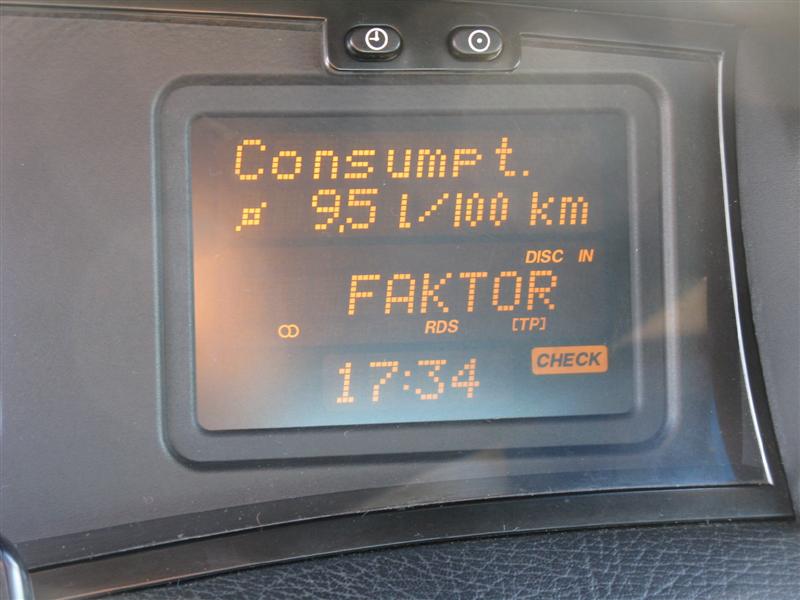 Consumpt.
ø 9,5 l/100 km
DISC IN
FAKTOR
RDS [TP]
17:34 CHECK